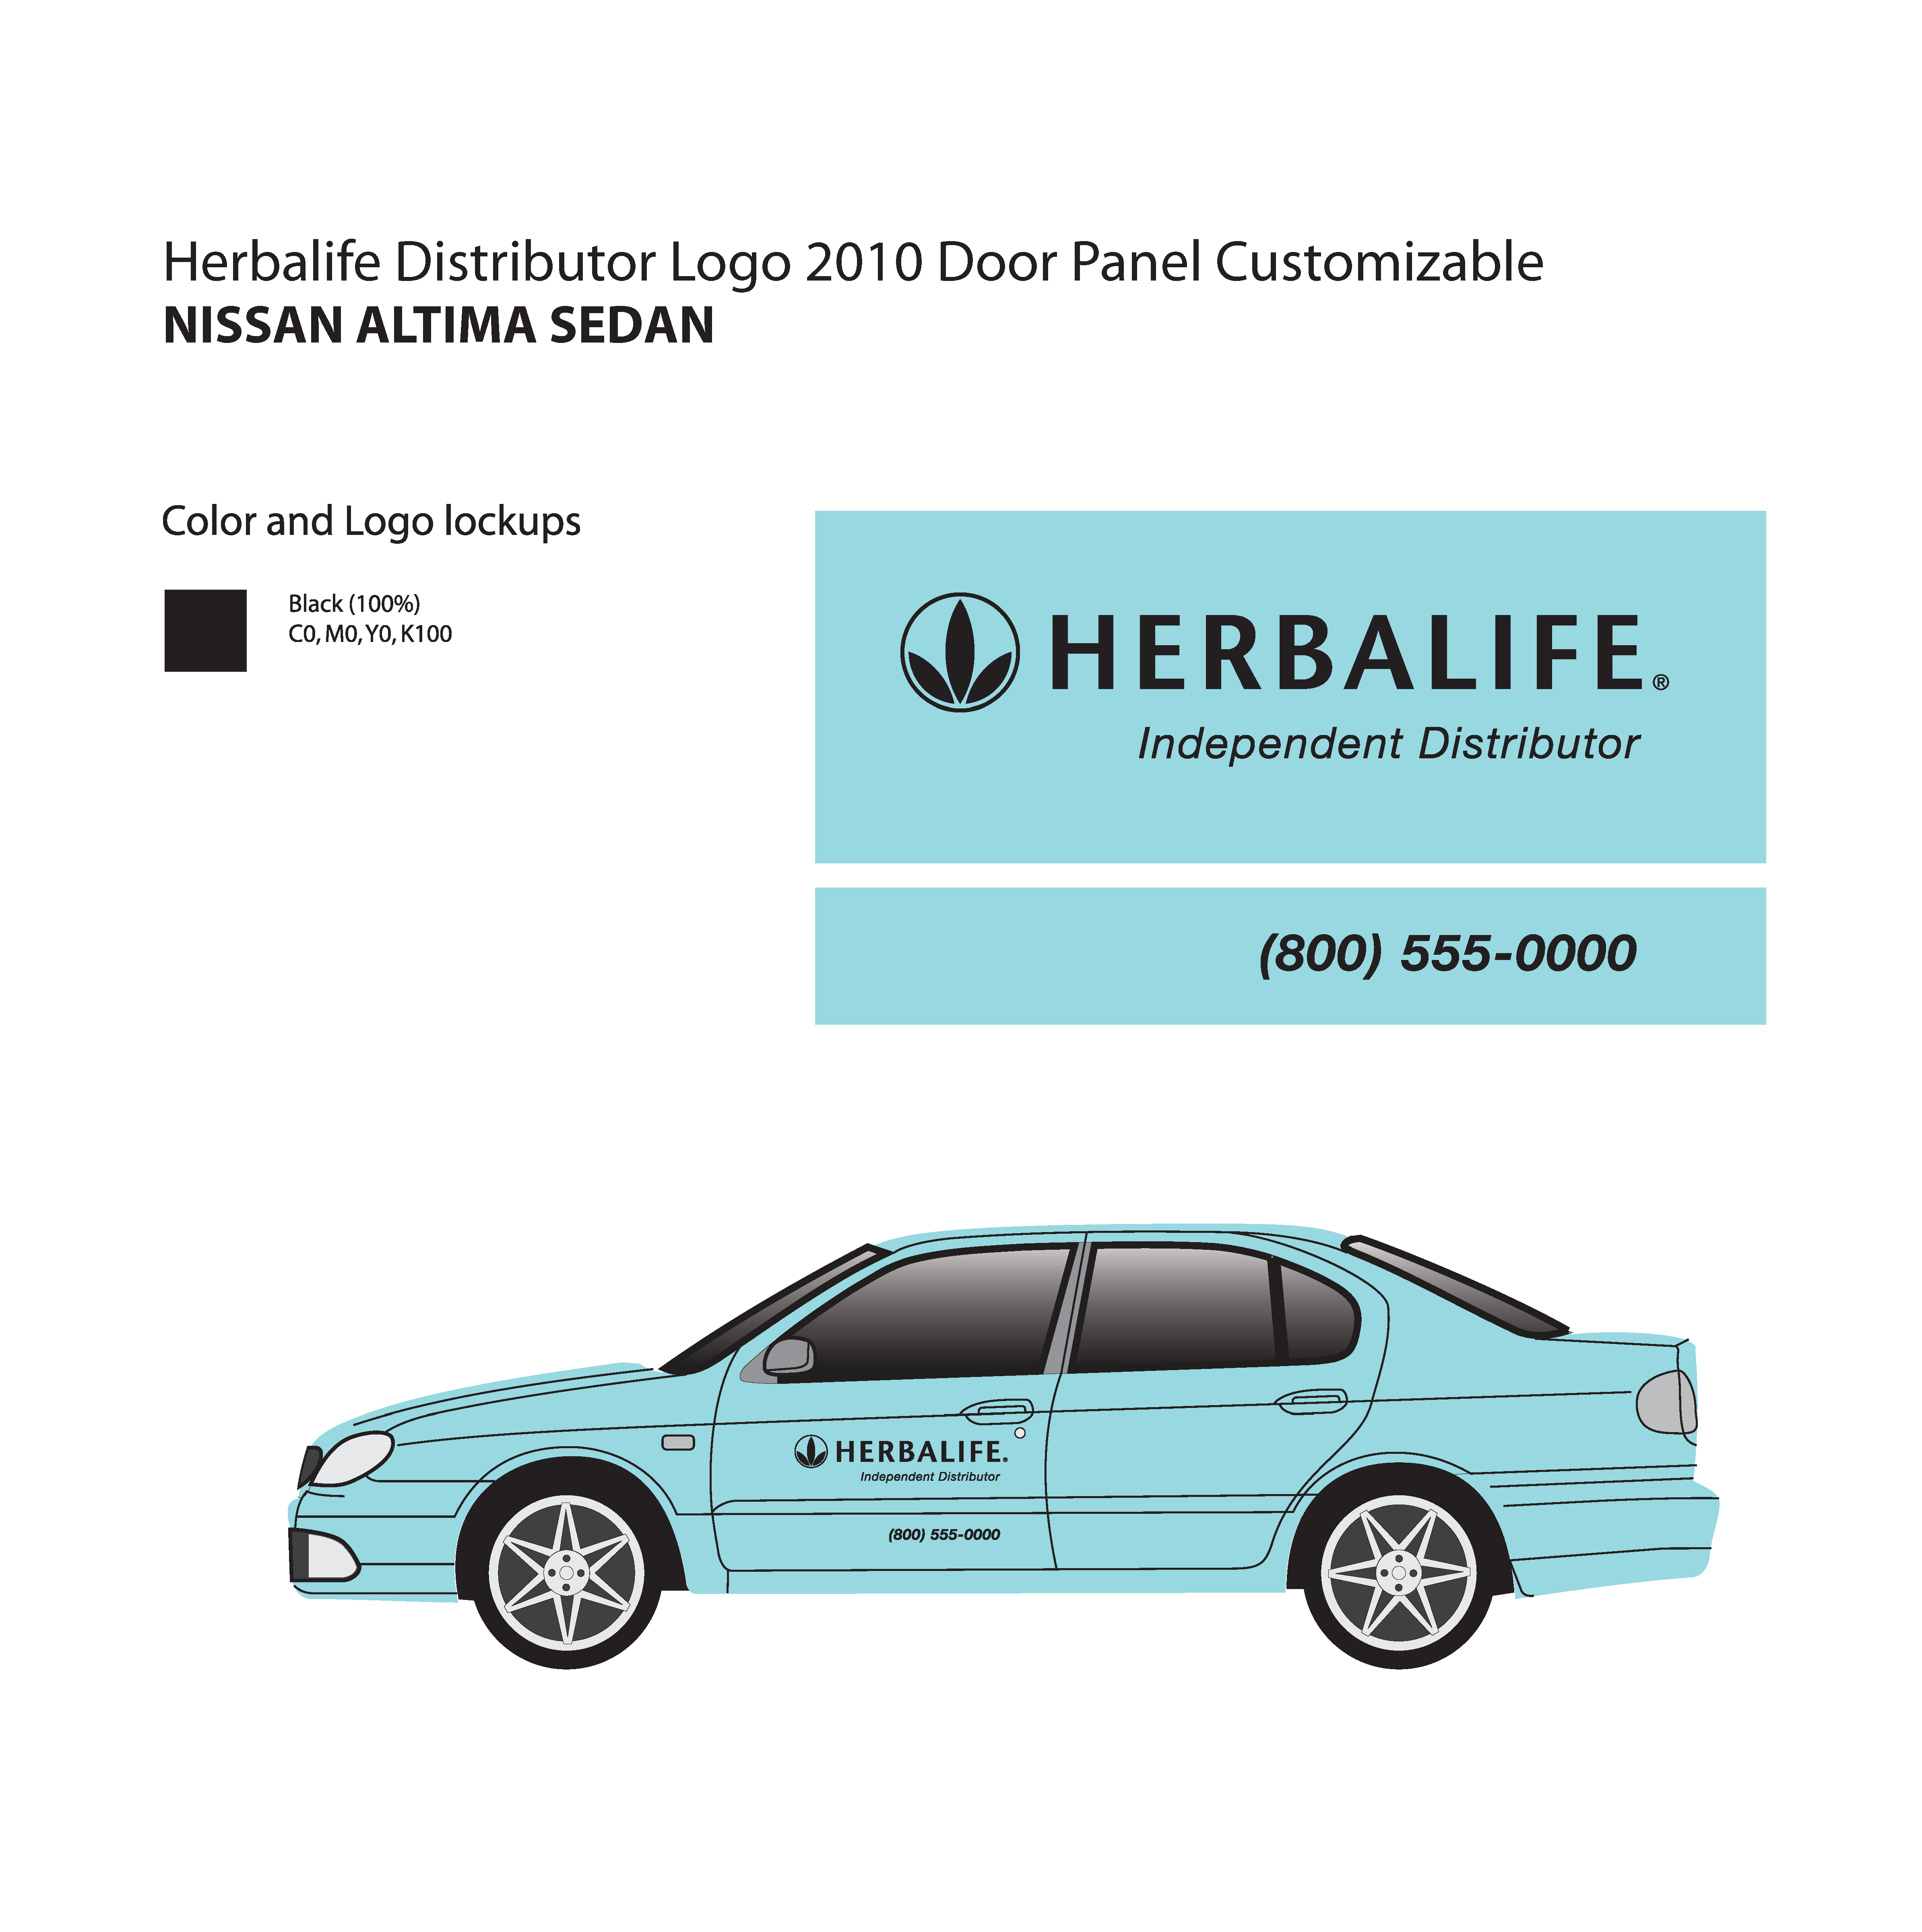 Herbalife Distributor Logo 2010 Door Panel Customizable
NISSAN ALTIMA SEDAN
Color and Logo lockups
Black (100%)
C0, M0, Y0, K100
HERBALIFE®
Independent Distributor
(800) 555-0000
HERBALIFE®
Independent Distributor
(800) 555-0000